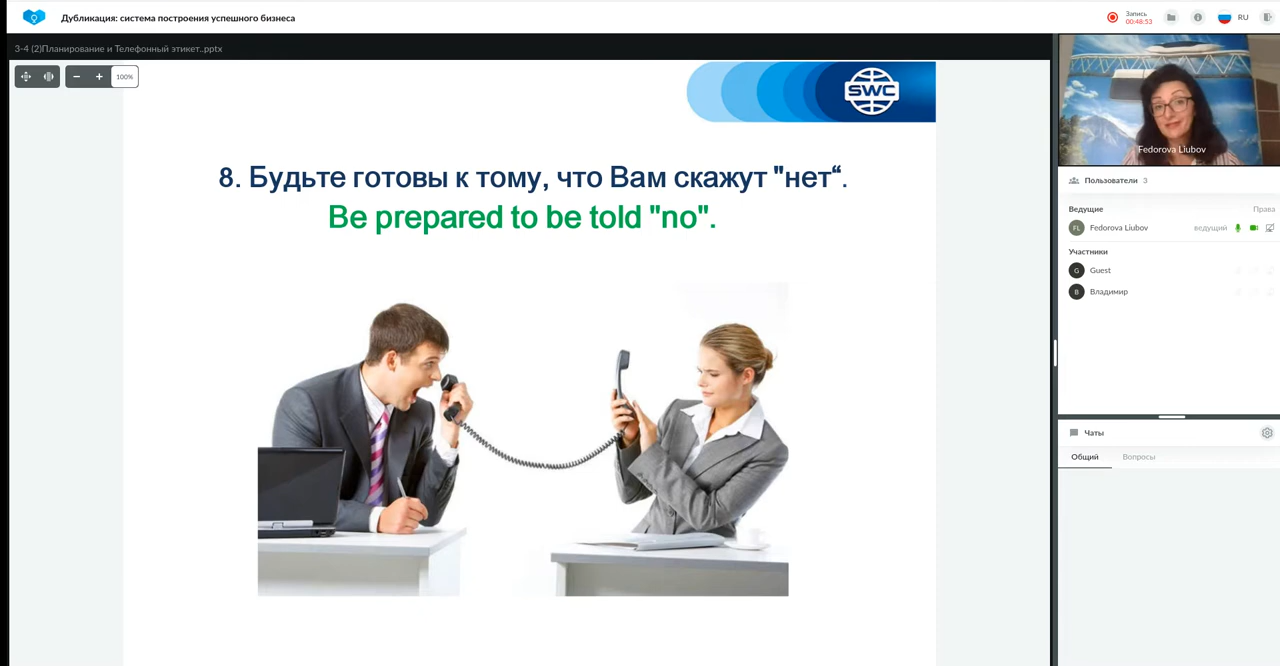 Дубликация: система построения успешного бизнеса
Запись
00:48:53
RU
3-4 (2)Планирование и Телефонный этикет..pptx
100%
SWC
8. Будьте готовы к тому, что Вам скажут "нет“.
Be prepared to be told "no".
Fedorova Liubov
Пользователи 3
Ведущие Права
FL Fedorova Liubov ведущий
Участники
G Guest
В Владимир
Чаты
Общий Вопросы